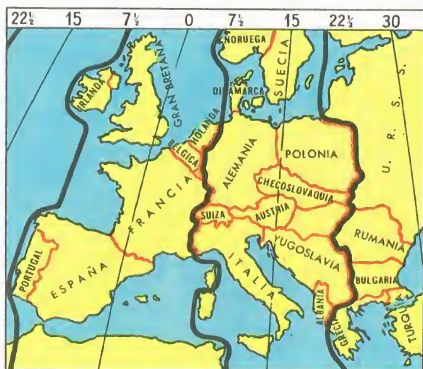 22½ 15 7½ 0 7½ 15 22½ 30
NORUEGA
SUECIA
IRLANDA
GRAN BRETAÑA
DINAMARCA
U. R. S. S.
HOLANDA
BELGICA
ALEMANIA
POLONIA
CHECOSLOVAQUIA
FRANCIA
SUIZA
AUSTRIA
RUMANIA
YUGOSLAVIA
PORTUGAL
ESPAÑA
ITALIA
BULGARIA
ALBANIA
GRECIA
TURQUIA